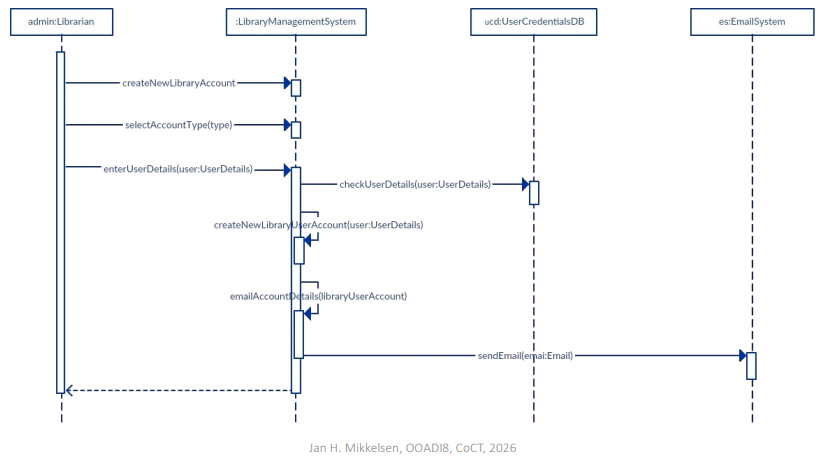 admin:Librarian
:LibraryManagementSystem
ucd:UserCredentialsDB
es:EmailSystem
createNewLibraryAccount
selectAccountType(type)
enterUserDetails(user:UserDetails)
checkUserDetails(user:UserDetails)
createNewLibraryUserAccount(user:UserDetails)
emailAccountDetails(libraryUserAccount)
sendEmail(emai:Email)
Jan H. Mikkelsen, OOADI8, CoCT, 2026